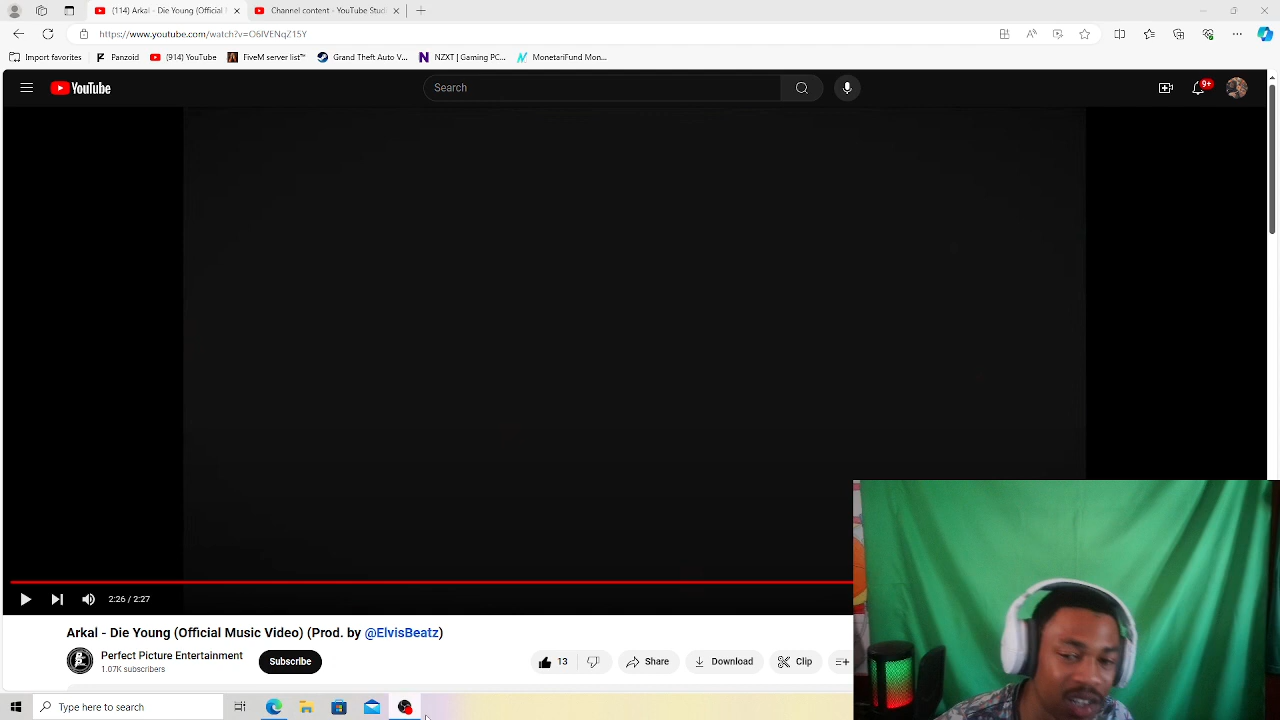 (114) Arkal - Die Young (Official
Channel content - YouTube Studi
https://www.youtube.com/watch?v=O6IVENqZ15Y
Import favorites
Panzoid
(914) YouTube
FiveM server list™
Grand Theft Auto V...
NZXT | Gaming PC...
MonetariFund Mon...
YouTube
Search
9+
2:26 / 2:27
Arkal - Die Young (Official Music Video) (Prod. by @ElvisBeatz)
Perfect Picture Entertainment
1.07K subscribers
Subscribe
13
Share
Download
Clip
Type here to search